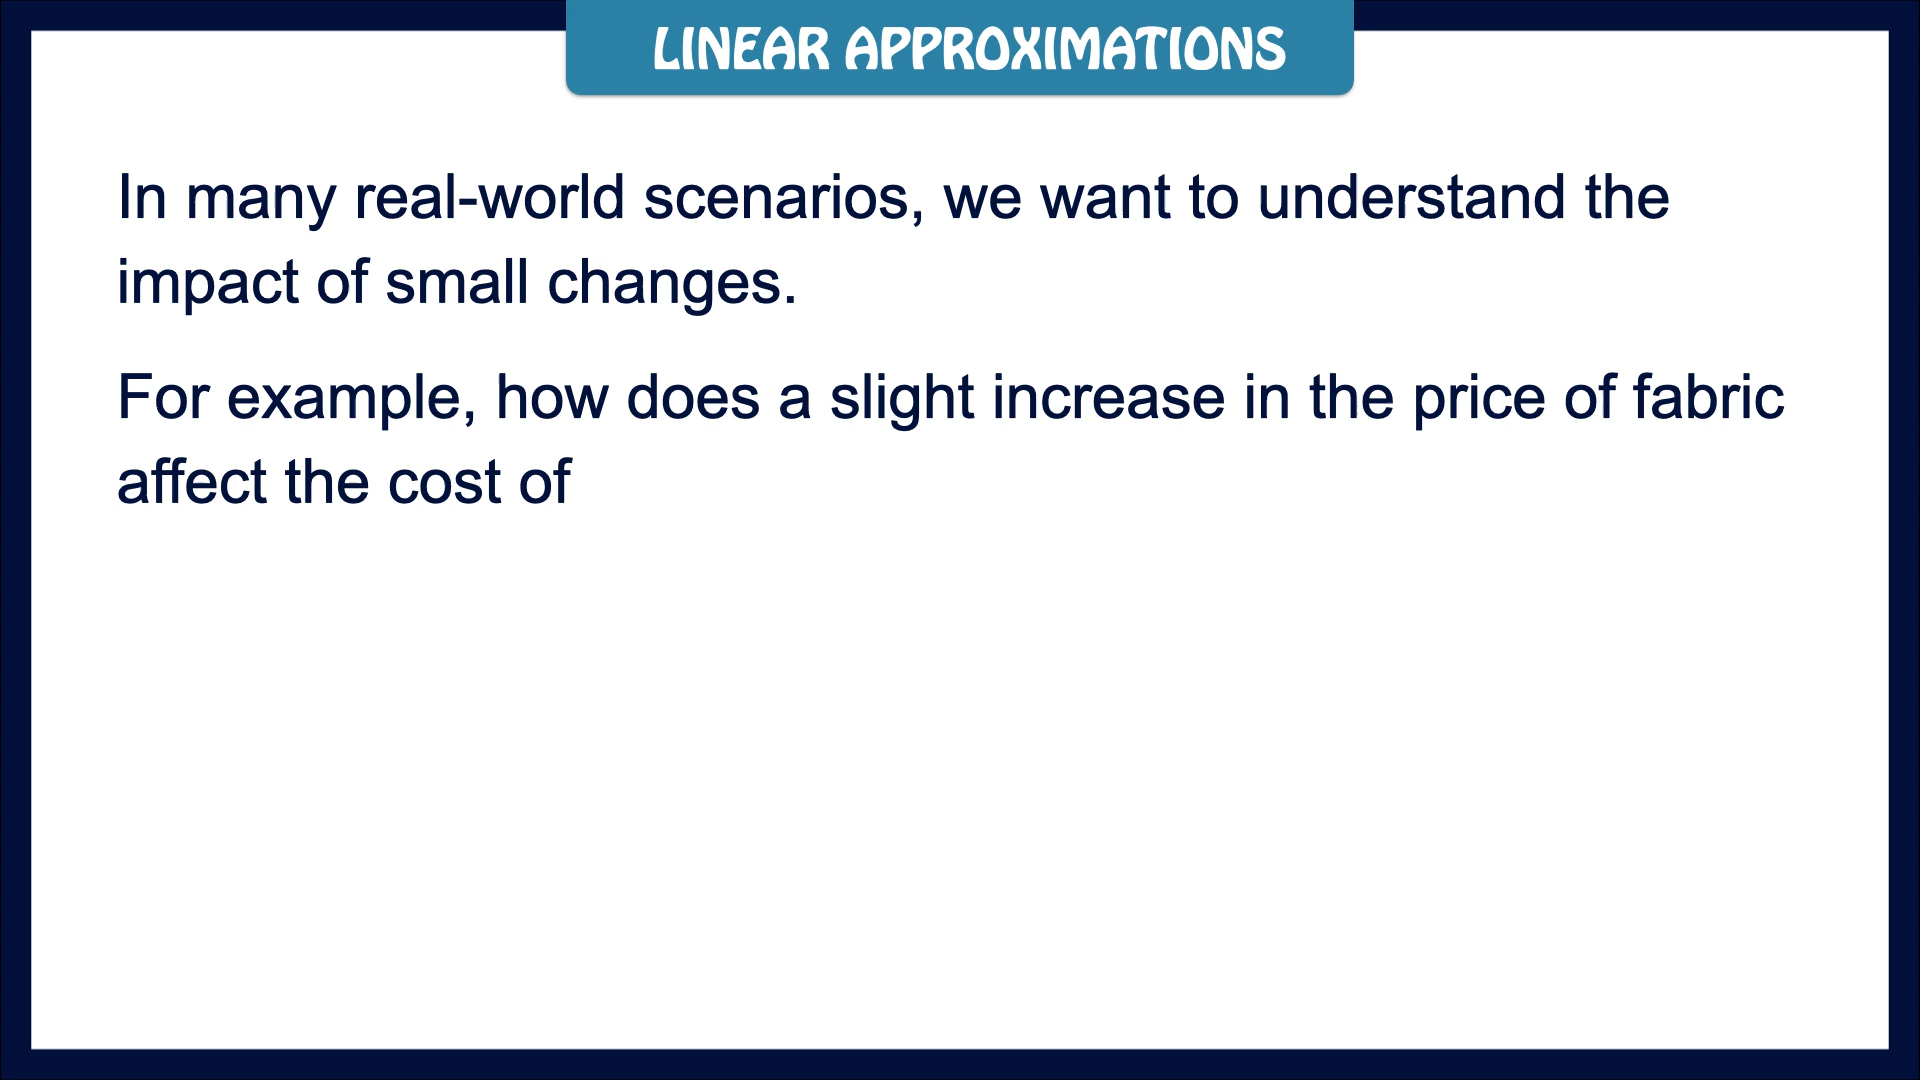 LINEAR APPROXIMATIONS
In many real-world scenarios, we want to understand the
impact of small changes.
For example, how does a slight increase in the price of fabric
affect the cost of